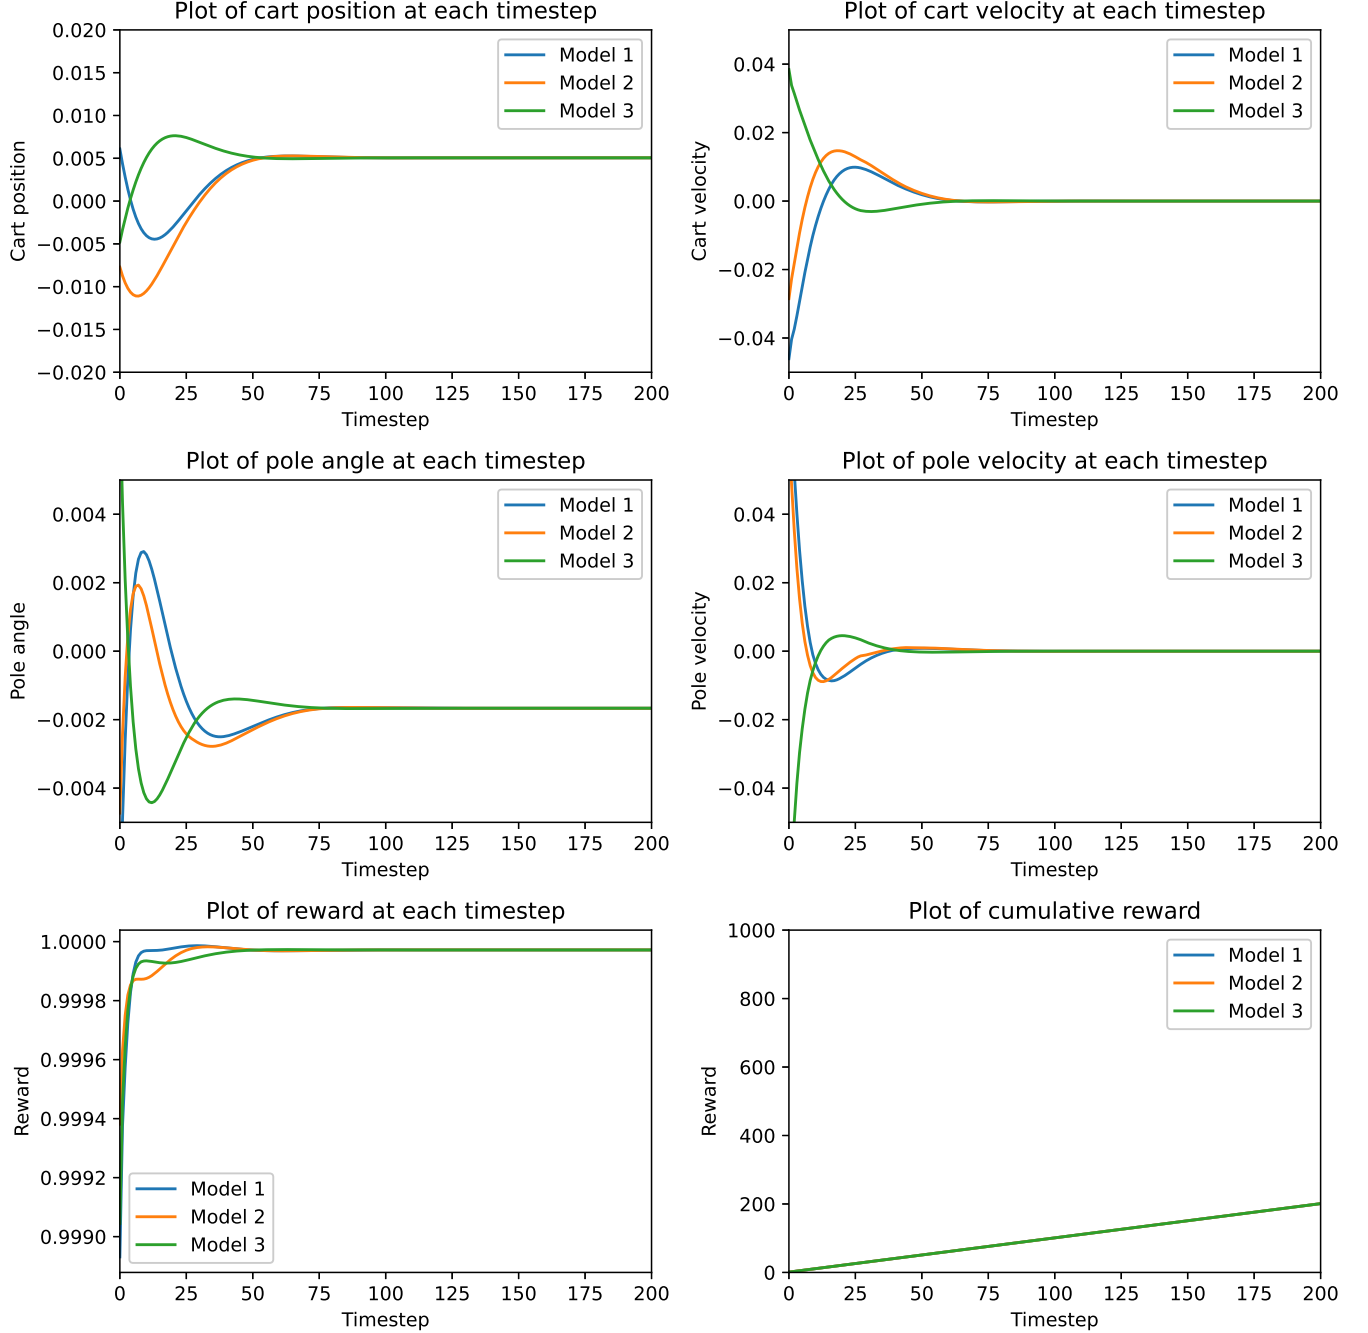 Plot of cart position at each timestep
0.020
0.015
0.010
0.005
0.000
−0.005
−0.010
−0.015
−0.020
Cart position
Model 1
Model 2
Model 3
0 25 50 75 100 125 150 175 200
Timestep
Plot of cart velocity at each timestep
0.04
0.02
0.00
−0.02
−0.04
Cart velocity
Model 1
Model 2
Model 3
0 25 50 75 100 125 150 175 200
Timestep
Plot of pole angle at each timestep
0.004
0.002
0.000
−0.002
−0.004
Pole angle
Model 1
Model 2
Model 3
0 25 50 75 100 125 150 175 200
Timestep
Plot of pole velocity at each timestep
0.04
0.02
0.00
−0.02
−0.04
Pole velocity
Model 1
Model 2
Model 3
0 25 50 75 100 125 150 175 200
Timestep
Plot of reward at each timestep
1.0000
0.9998
0.9996
0.9994
0.9992
0.9990
Reward
Model 1
Model 2
Model 3
0 25 50 75 100 125 150 175 200
Timestep
Plot of cumulative reward
1000
800
600
400
200
0
Reward
Model 1
Model 2
Model 3
0 25 50 75 100 125 150 175 200
Timestep